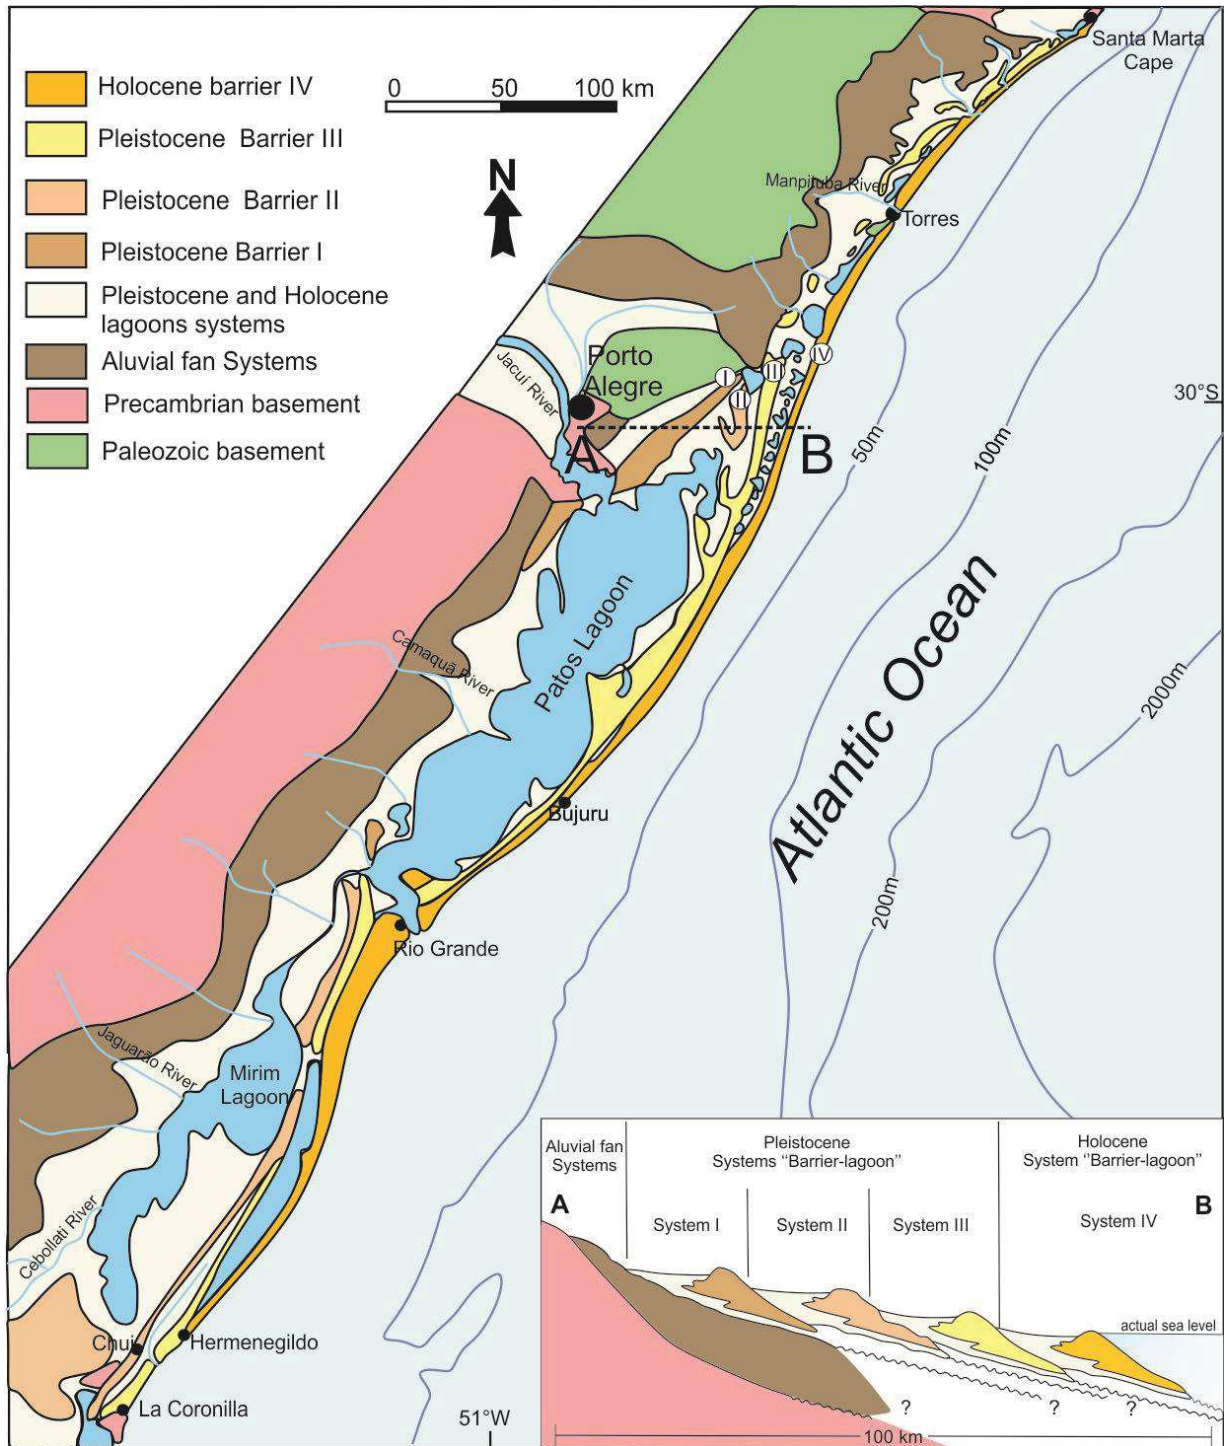 Holocene barrier IV
Pleistocene Barrier III
Pleistocene Barrier II
Pleistocene Barrier I
Pleistocene and Holocene
lagoons systems
Aluvial fan Systems
Precambrian basement
Paleozoic basement
0 50 100 km
N
Santa Marta
Cape
Manpituba River
Torres
Jacuí River
Porto
Alegre
I
II
III
IV
30°S
A
B
50m
100m
200m
2000m
Atlantic Ocean
Patos Lagoon
Camaquã River
Bujuru
Rio Grande
Jaguarão River
Mirim
Lagoon
Cebollati River
Chui
Hermenegildo
La Coronilla
51°W
Aluvial fan
Systems
Pleistocene
Systems "Barrier-lagoon"
Holocene
System "Barrier-lagoon"
A
B
System I
System II
System III
System IV
actual sea level
? ? ?
100 km